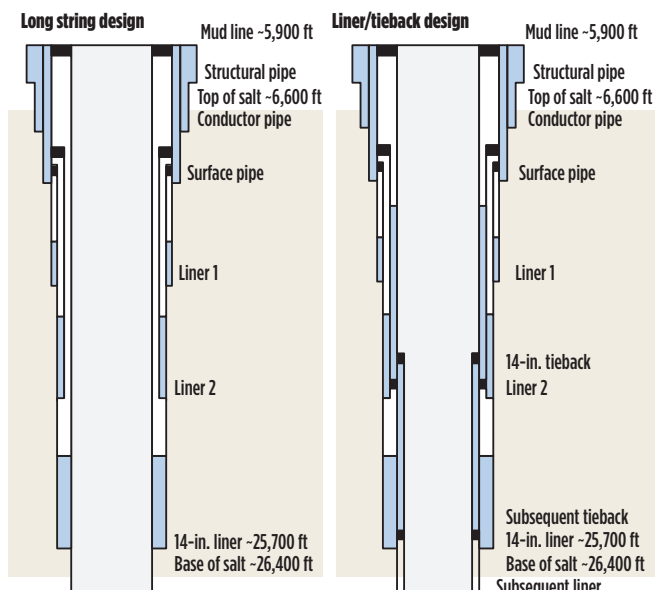 Long string design
Mud line ~5,900 ft
Structural pipe
Top of salt ~6,600 ft
Conductor pipe
Surface pipe
Liner 1
Liner 2
14-in. liner ~25,700 ft
Base of salt ~26,400 ft
Liner/tieback design
Mud line ~5,900 ft
Structural pipe
Top of salt ~6,600 ft
Conductor pipe
Surface pipe
Liner 1
14-in. tieback
Liner 2
Subsequent tieback
14-in. liner ~25,700 ft
Base of salt ~26,400 ft
Subsequent liner